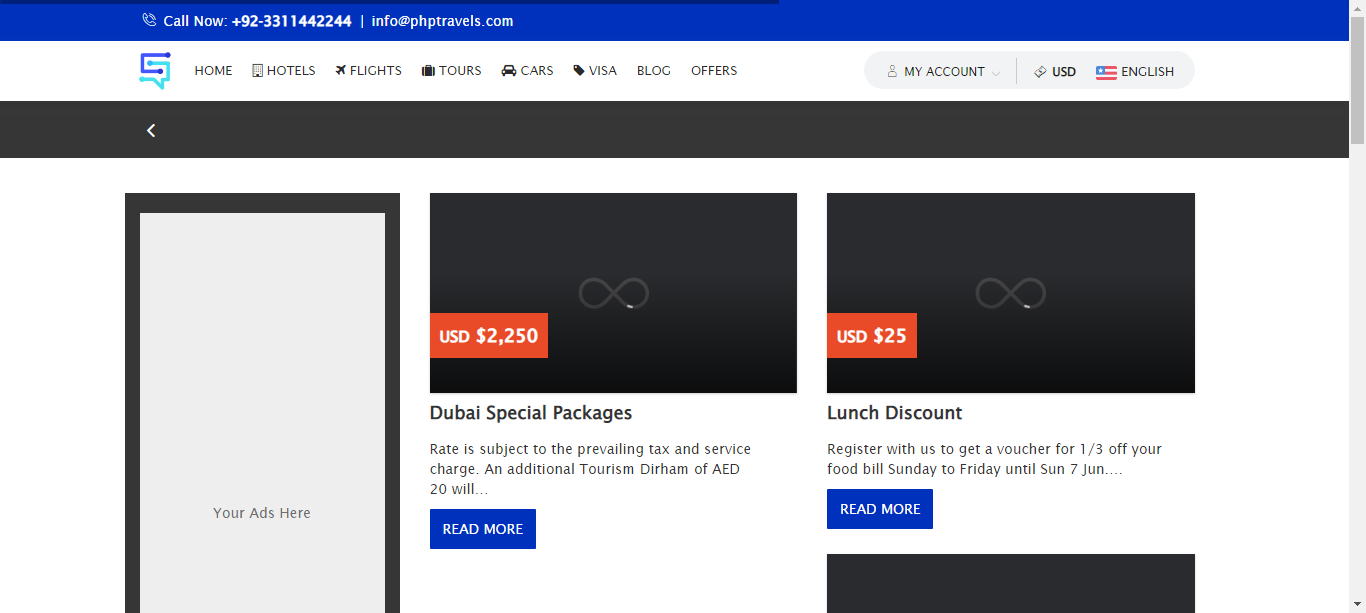 Call Now: +92-3311442244 | info@phptravels.com
HOME HOTELS FLIGHTS TOURS CARS VISA BLOG OFFERS MY ACCOUNT USD ENGLISH
Your Ads Here
USD $2,250
Dubai Special Packages
Rate is subject to the prevailing tax and service
charge. An additional Tourism Dirham of AED
20 will...
READ MORE
USD $25
Lunch Discount
Register with us to get a voucher for 1/3 off your
food bill Sunday to Friday until Sun 7 Jun....
READ MORE